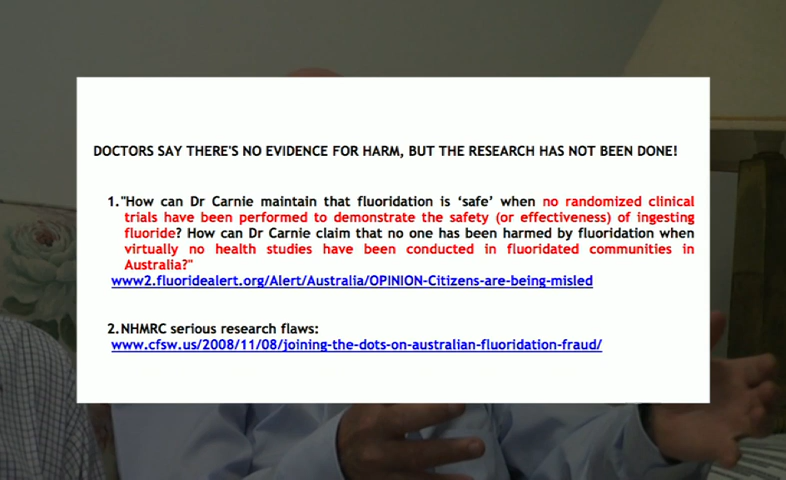 DOCTORS SAY THERE'S NO EVIDENCE FOR HARM, BUT THE RESEARCH HAS NOT BEEN DONE!
1."How can Dr Carnie maintain that fluoridation is 'safe' when no randomized clinical
trials have been performed to demonstrate the safety (or effectiveness) of ingesting
fluoride? How can Dr Carnie claim that no one has been harmed by fluoridation when
virtually no health studies have been conducted in fluoridated communities in
Australia?"
www2.fluoridealert.org/Alert/Australia/OPINION-Citizens-are-being-misled
2.NHMRC serious research flaws:
www.cfsw.us/2008/11/08/joining-the-dots-on-australian-fluoridation-fraud/